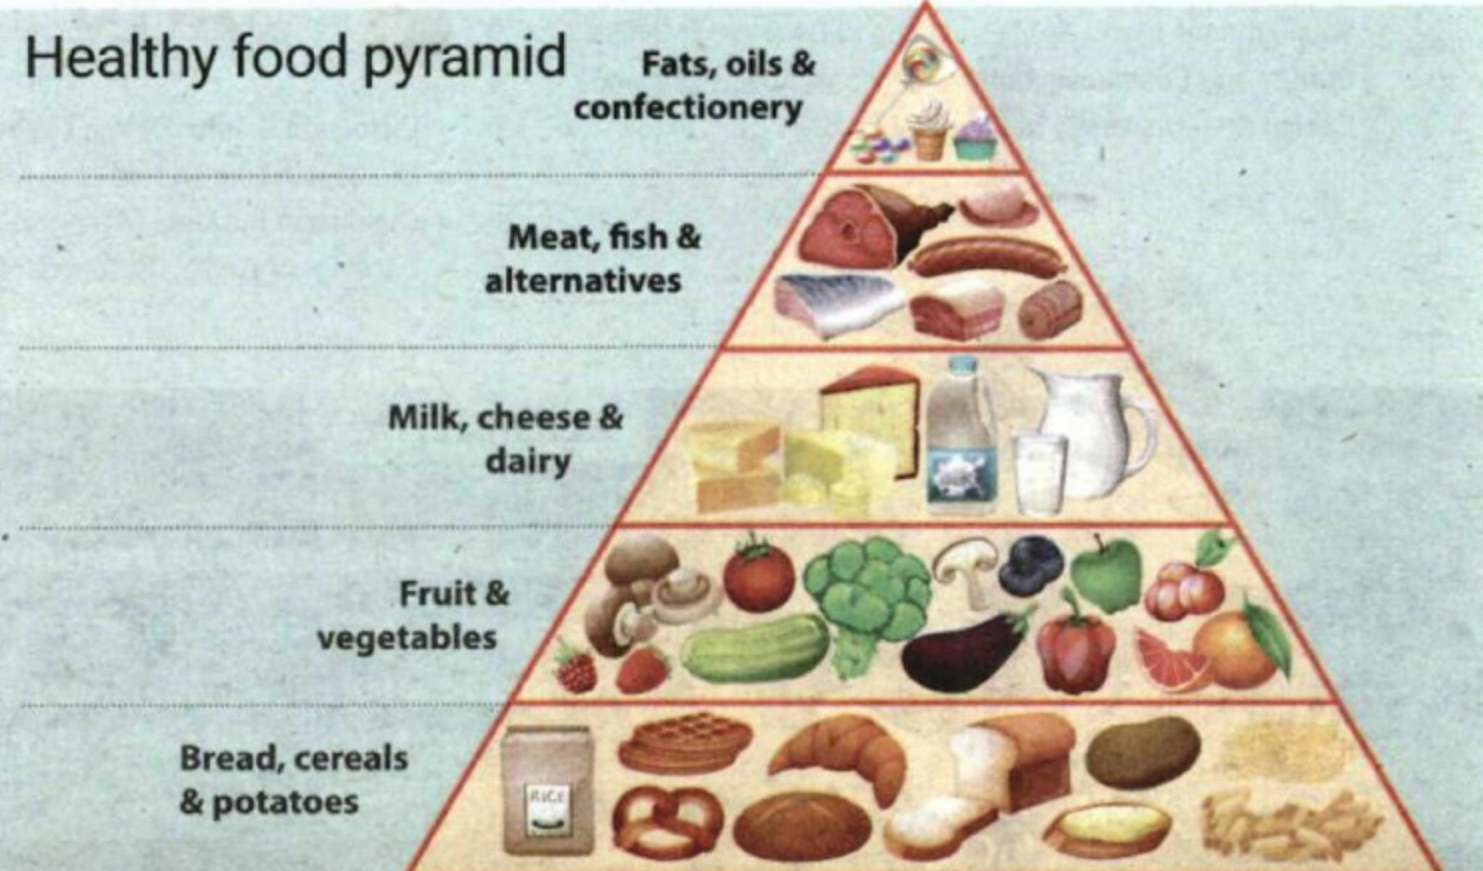 Healthy food pyramid
Fats, oils &
confectionery
Meat, fish &
alternatives
Milk, cheese &
dairy
Fruit &
vegetables
Bread, cereals
& potatoes
RICE